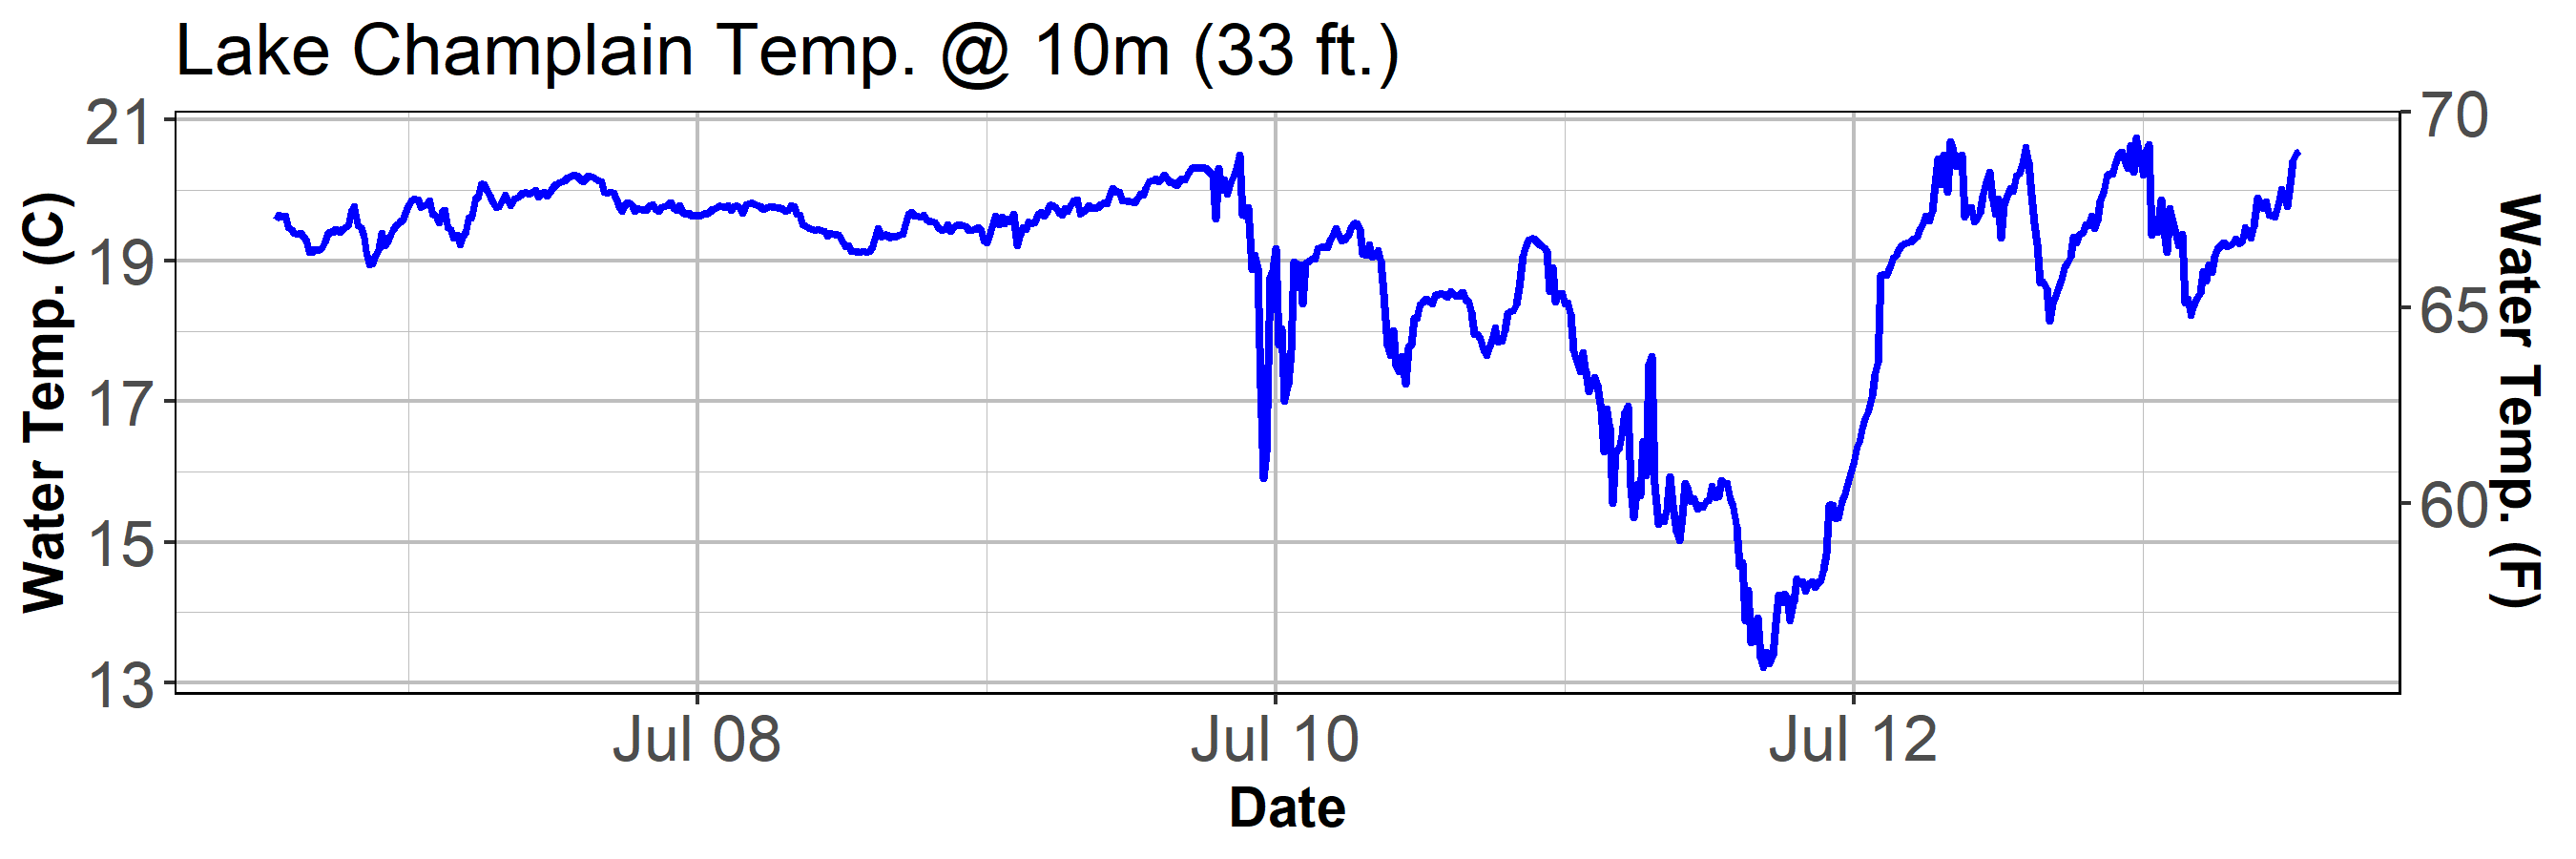 Lake Champlain Temp. @ 10m (33 ft.)
21
19
17
15
13
Water Temp. (C)
70
65
60
Water Temp. (F)
Jul 08
Jul 10
Jul 12
Date